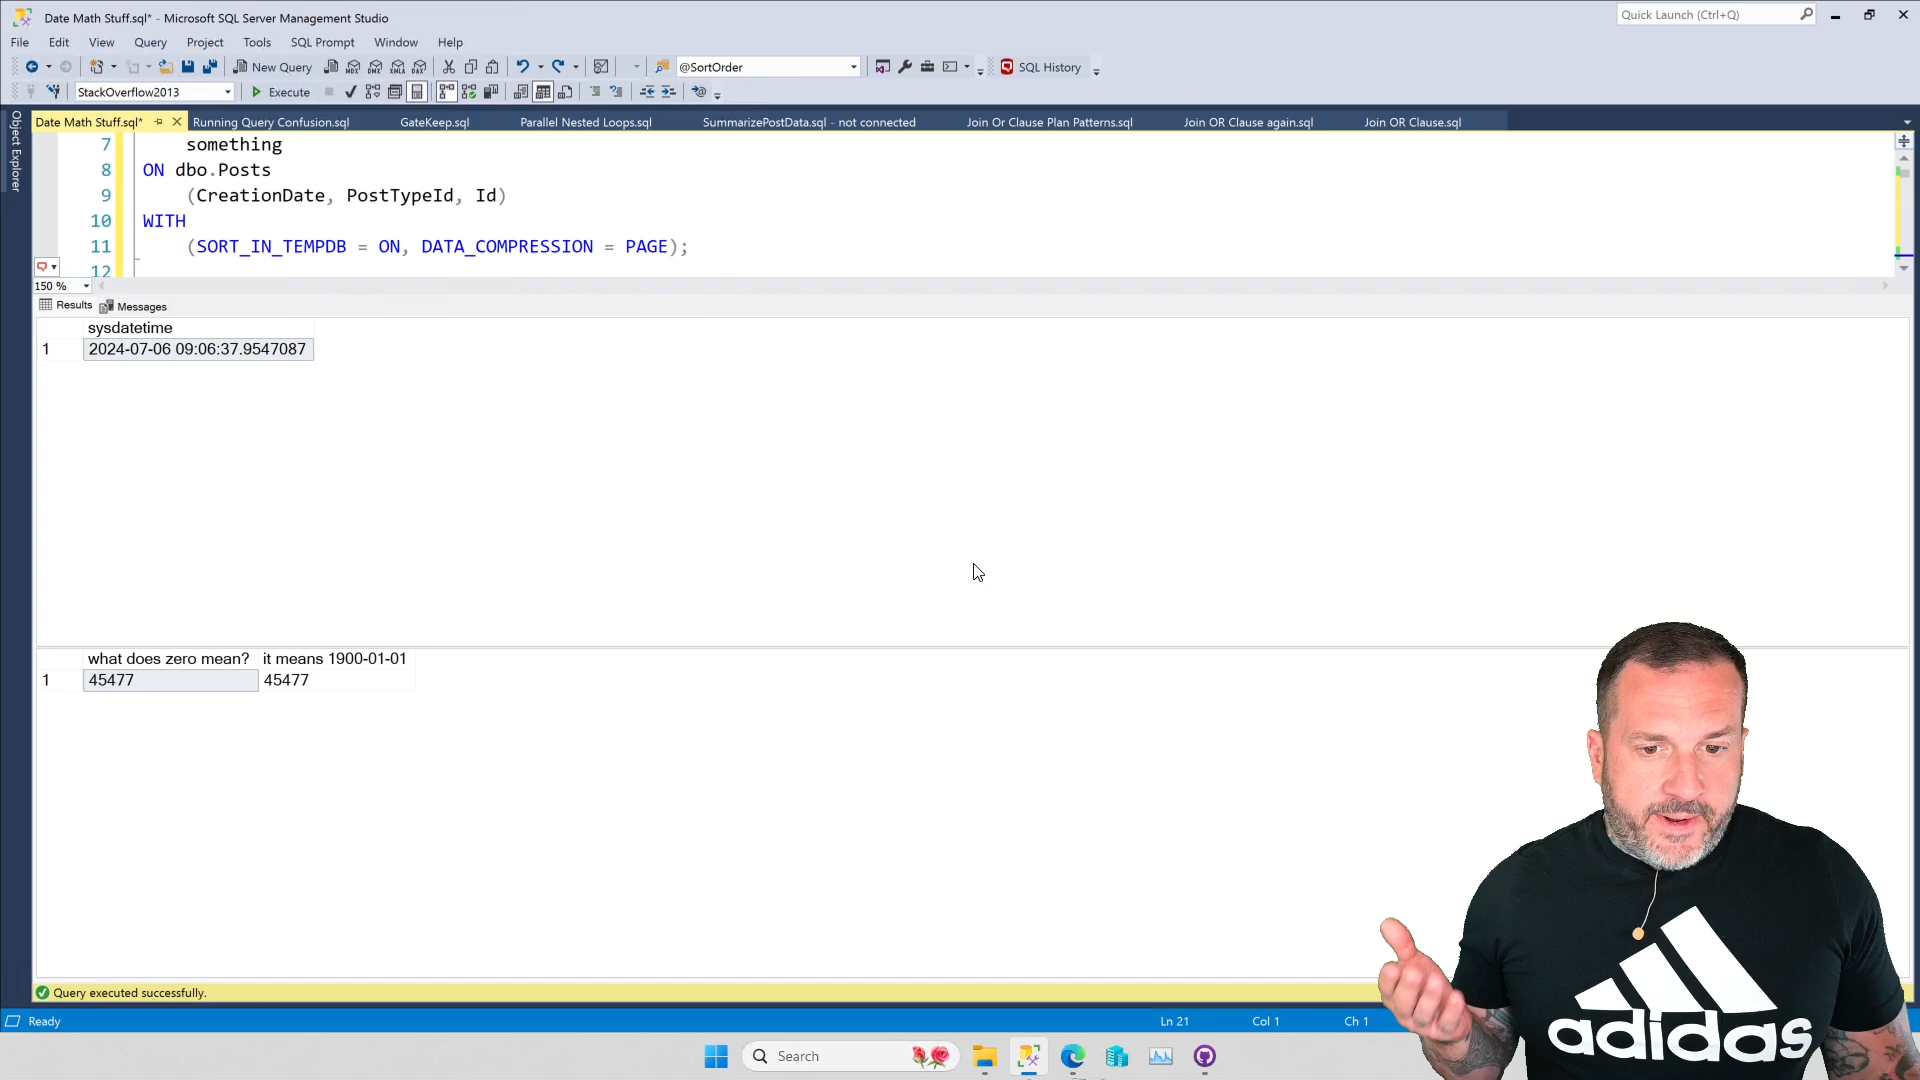 Date Math Stuff.sql* - Microsoft SQL Server Management Studio
Quick Launch (Ctrl+Q)
File Edit View Query Project Tools SQL Prompt Window Help
New Query
@SortOrder
SQL History
StackOverflow2013
Execute
Object Explorer
Date Math Stuff.sql*
Running Query Confusion.sql
GateKeep.sql
Parallel Nested Loops.sql
SummarizePostData.sql - not connected
Join Or Clause Plan Patterns.sql
Join OR Clause again.sql
Join OR Clause.sql
7 something
8 ON dbo.Posts
9 (CreationDate, PostTypeId, Id)
10 WITH
11 (SORT_IN_TEMPDB = ON, DATA_COMPRESSION = PAGE);
12
150 %
Results Messages
sysdatetime
1 2024-07-06 09:06:37.9547087
what does zero mean? it means 1900-01-01
1 45477 45477
Query executed successfully.
Ready
Ln 21 Col 1 Ch 1
Search
adidas